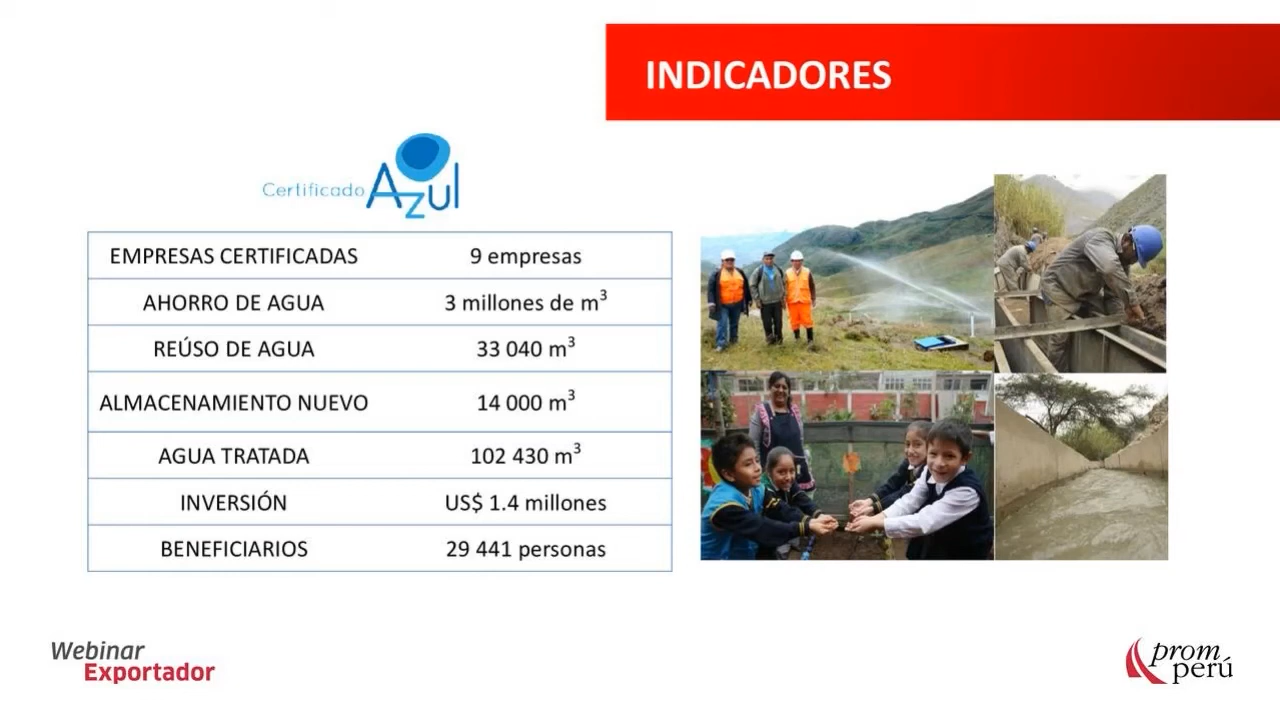 INDICADORES
Certificado Azul
EMPRESAS CERTIFICADAS 9 empresas
AHORRO DE AGUA 3 millones de m³
REÚSO DE AGUA 33 040 m³
ALMACENAMIENTO NUEVO 14 000 m³
AGUA TRATADA 102 430 m³
INVERSIÓN US$ 1.4 millones
BENEFICIARIOS 29 441 personas
Webinar
Exportador
prom
perú